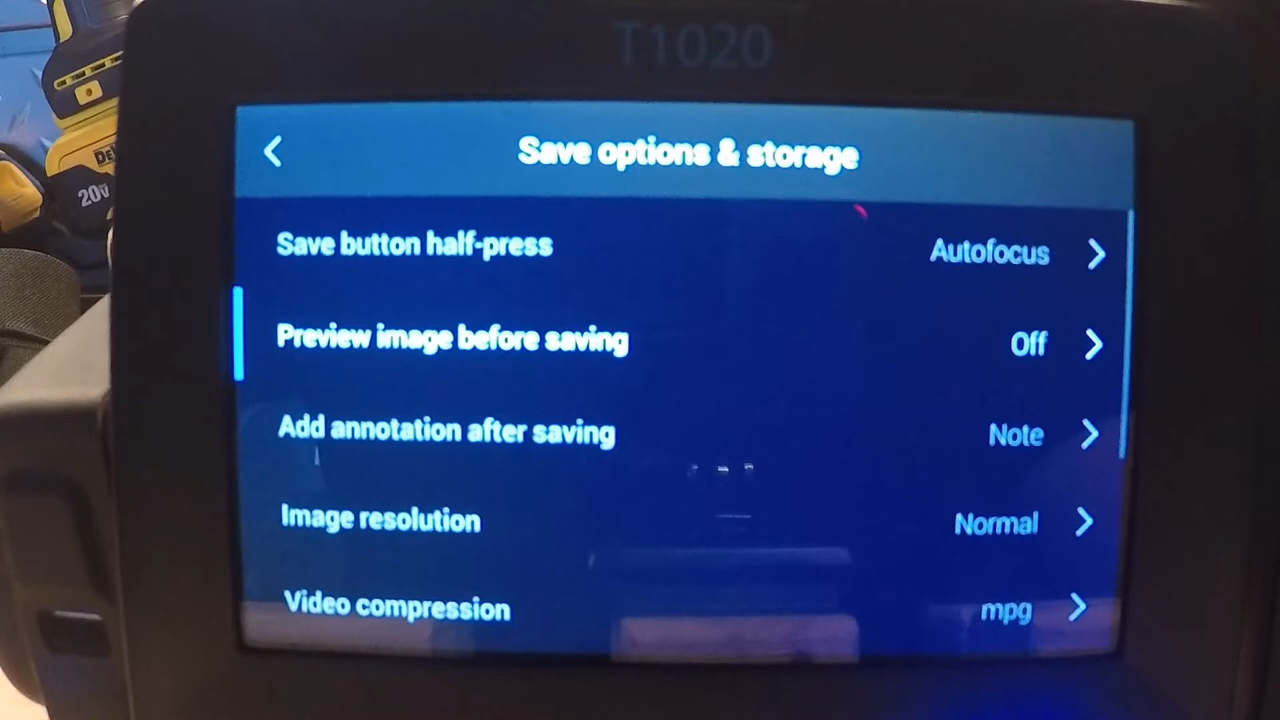 T1020
Save options & storage
Save button half-press Autofocus
Preview image before saving Off
Add annotation after saving Note
Image resolution Normal
Video compression mpg
20V